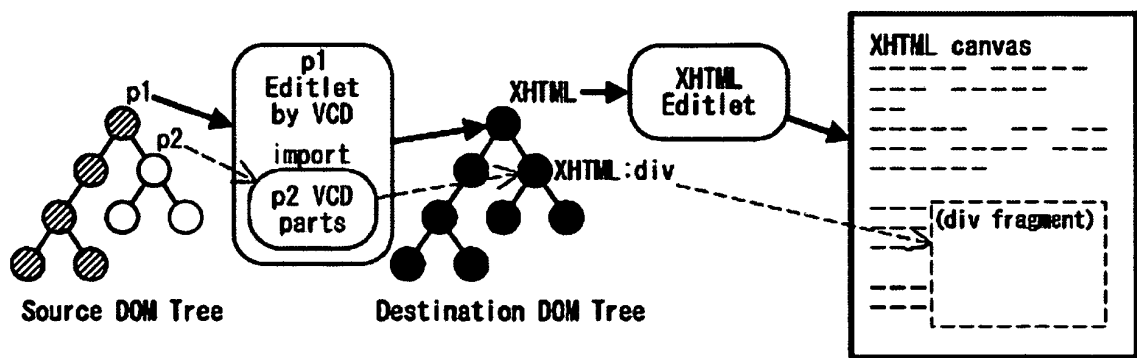 p1
p2
p1
Editlet
by VCD
import
p2 VCD
parts
Source DOM Tree
XHTML
XHTML:div
Destination DOM Tree
XHTML
Editlet
XHTML canvas
(div fragment)